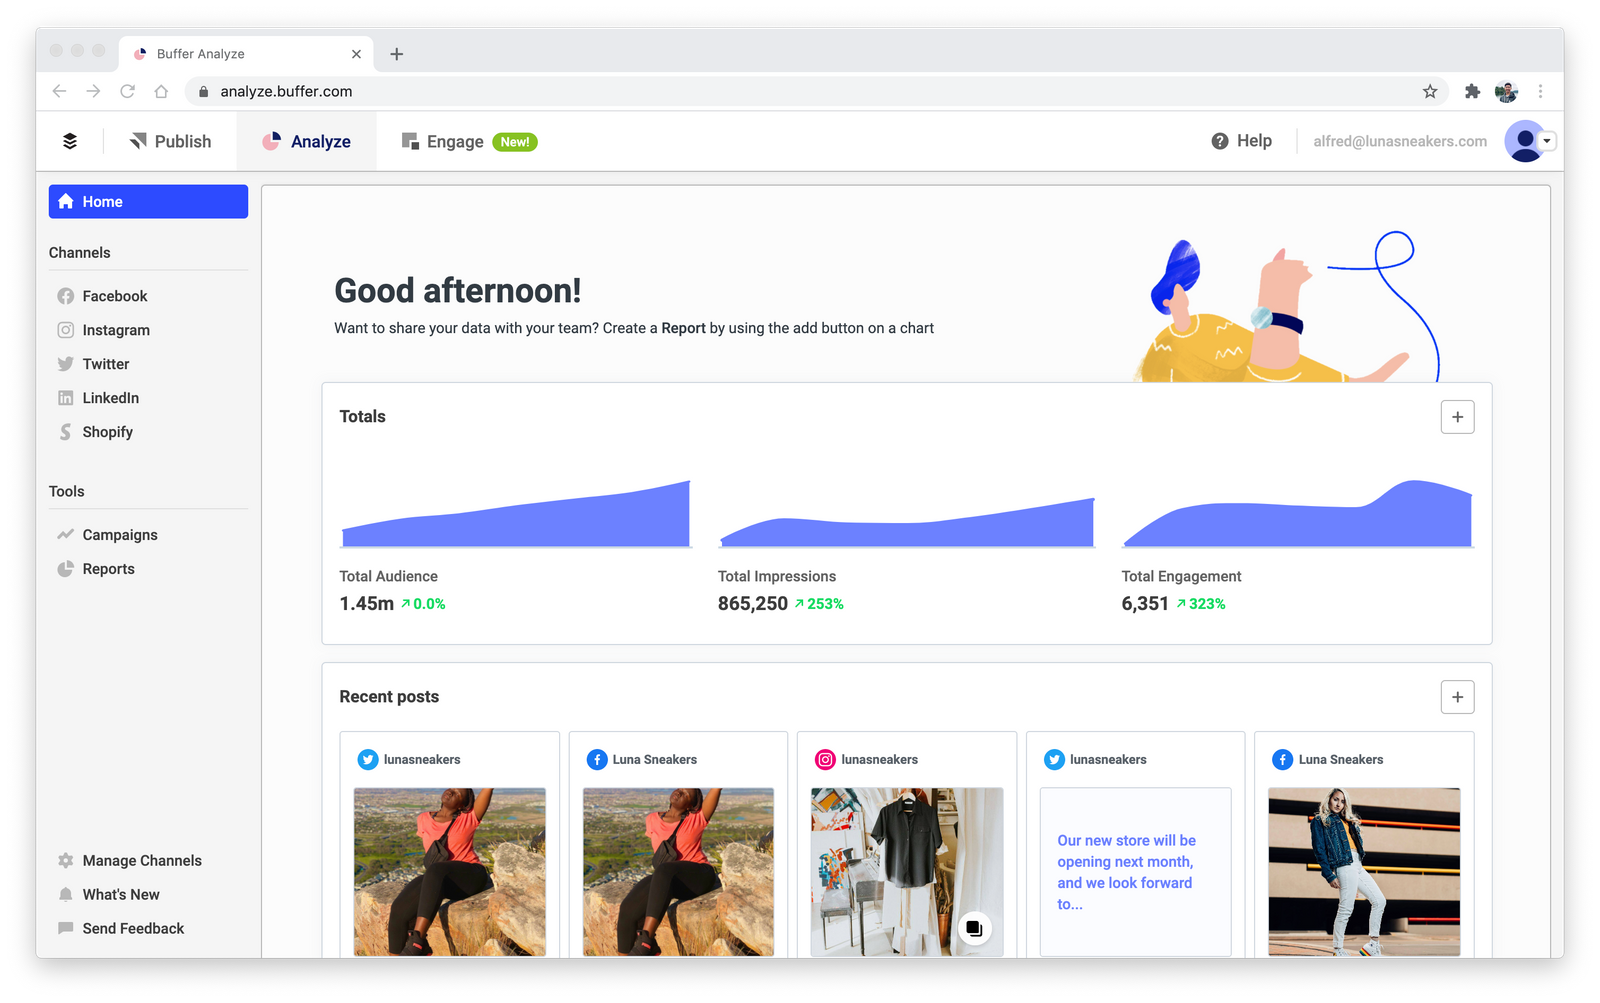 Buffer Analyze
analyze.buffer.com
Publish
Analyze
Engage New!
Help
alfred@lunasneakers.com
Home
Channels
Facebook
Instagram
Twitter
LinkedIn
Shopify
Tools
Campaigns
Reports
Manage Channels
What's New
Send Feedback
Good afternoon!
Want to share your data with your team? Create a Report by using the add button on a chart
Totals
Total Audience
1.45m 0.0%
Total Impressions
865,250 253%
Total Engagement
6,351 323%
Recent posts
lunasneakers
Luna Sneakers
lunasneakers
lunasneakers
Our new store will be
opening next month,
and we look forward
to...
Luna Sneakers